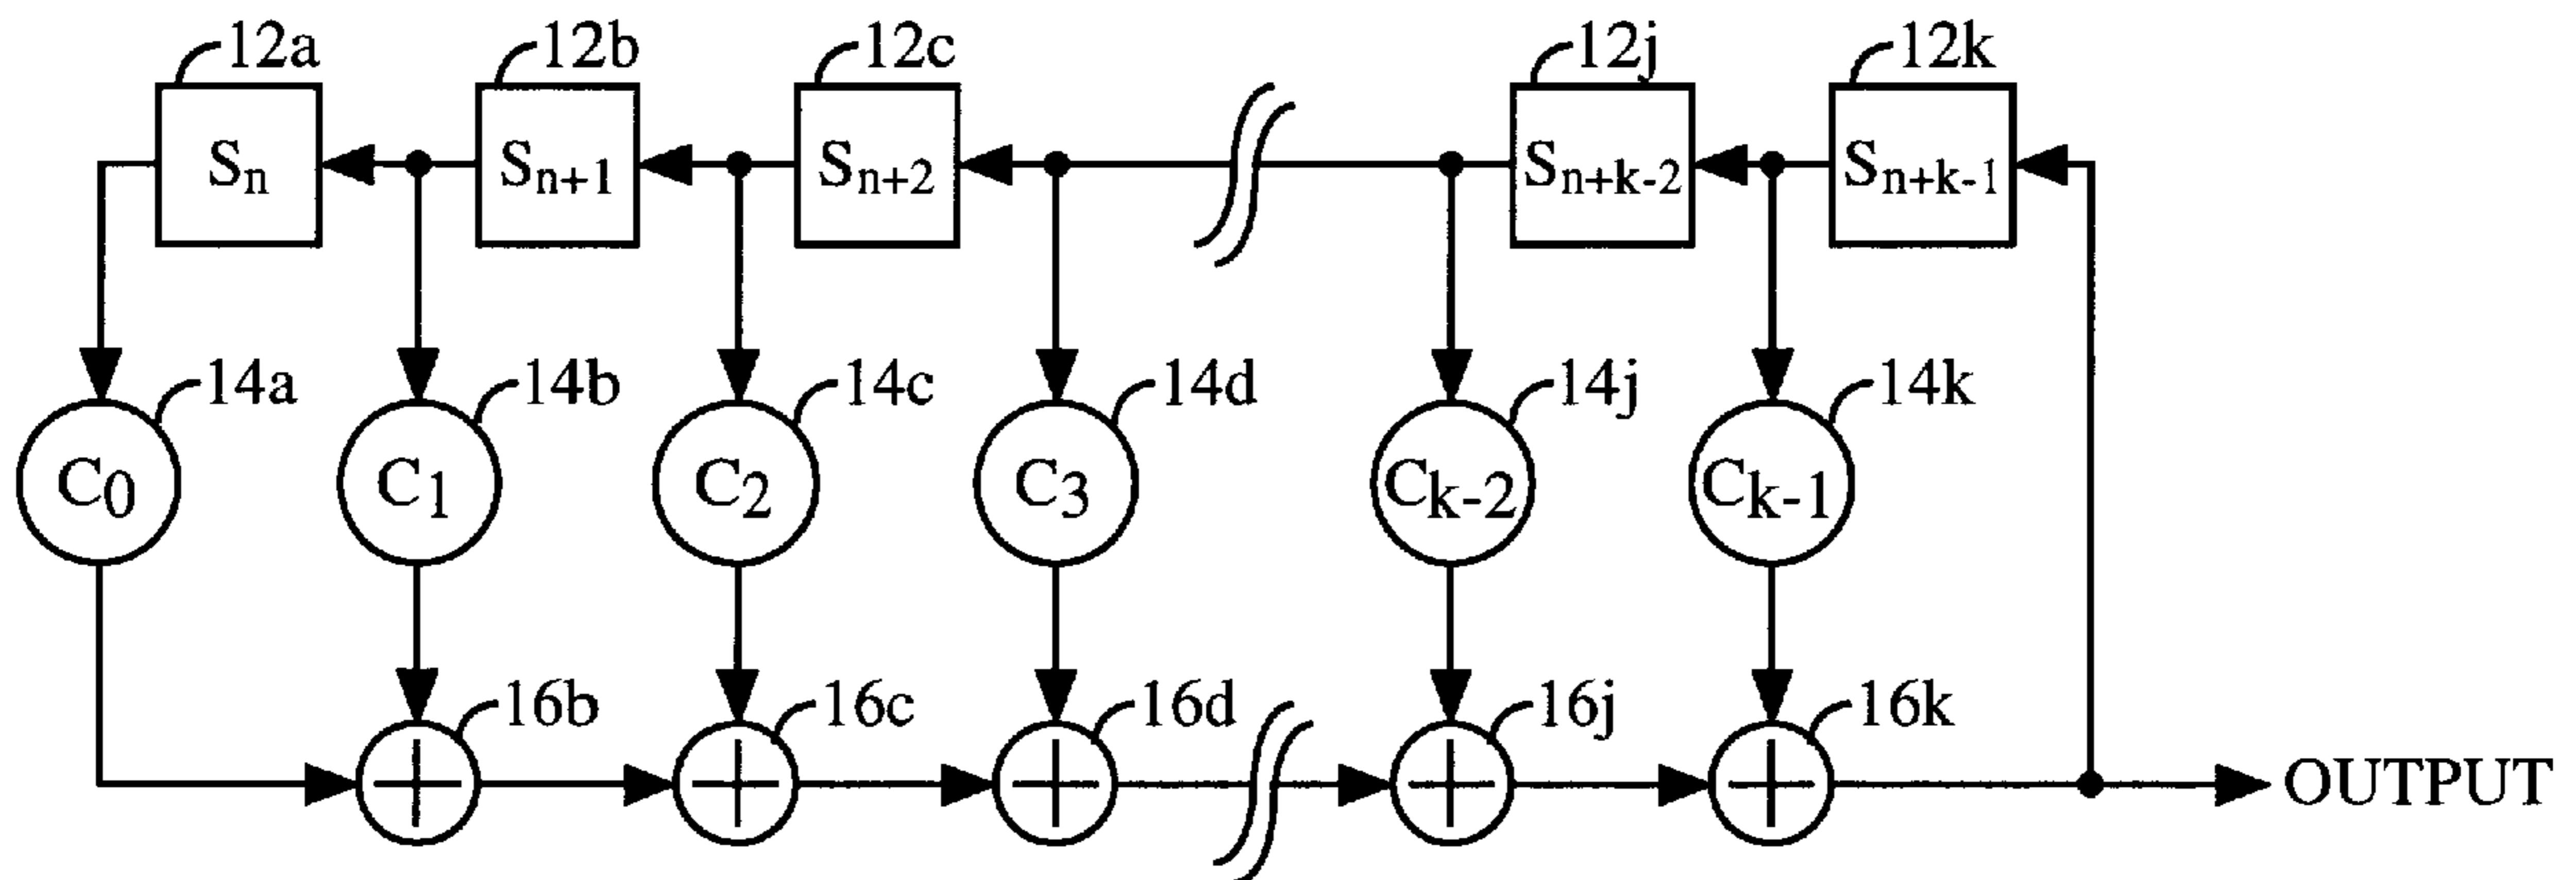 12a 12b 12c 12j 12k
Sn Sn+1 Sn+2 Sn+k-2 Sn+k-1
14a 14b 14c 14d 14j 14k
C0 C1 C2 C3 Ck-2 Ck-1
16b 16c 16d 16j 16k
+ + + + +
OUTPUT